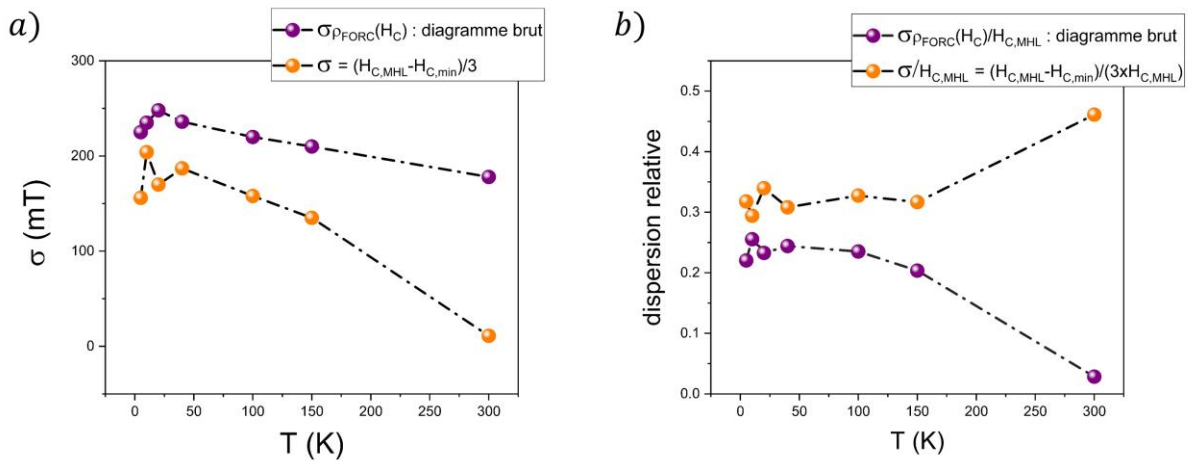 a)
σρFORC(HC) : diagramme brut
σ = (HC,MHL-HC,min)/3
300
200
100
0
σ (mT)
0 50 100 150 200 250 300
T (K)
b)
σρFORC(HC)/HC,MHL : diagramme brut
σ/HC,MHL = (HC,MHL-HC,min)/(3xHC,MHL)
0.5
0.4
0.3
0.2
0.1
0.0
dispersion relative
0 50 100 150 200 250 300
T (K)